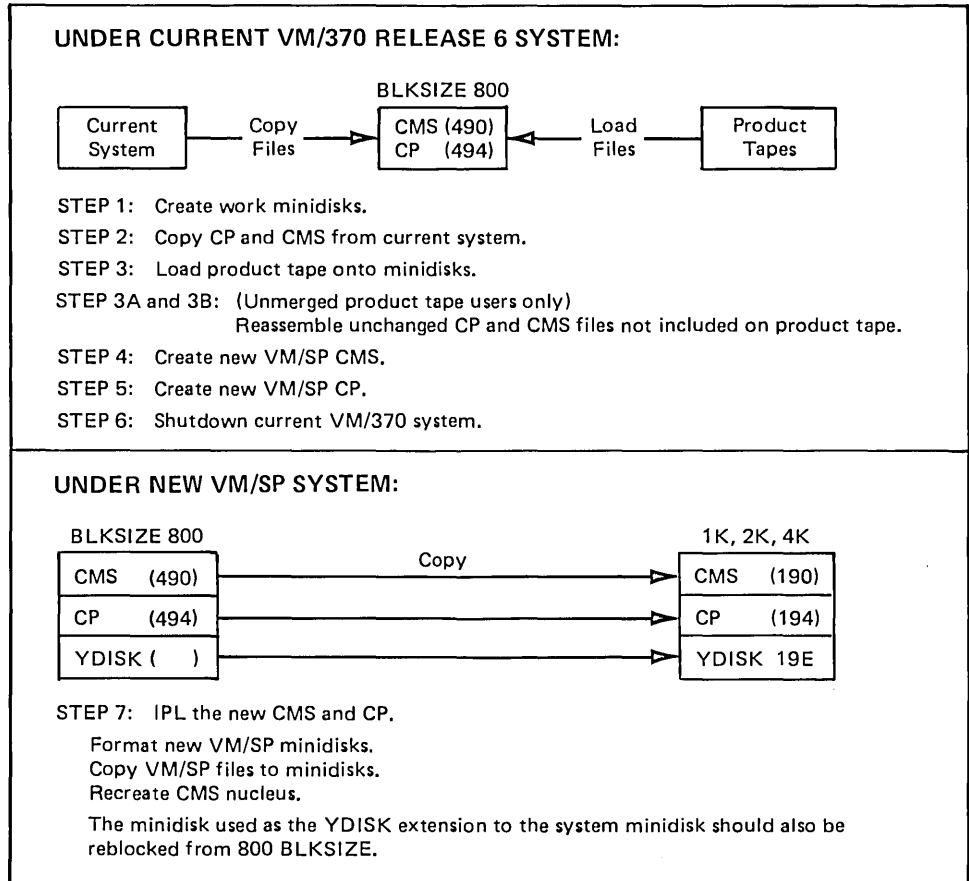 UNDER CURRENT VM/370 RELEASE 6 SYSTEM:
BLKSIZE 800
Current
System
Copy
Files
CMS (490)
CP (494)
Load
Files
Product
Tapes
STEP 1: Create work minidisks.
STEP 2: Copy CP and CMS from current system.
STEP 3: Load product tape onto minidisks.
STEP 3A and 3B: (Unmerged product tape users only)
Reassemble unchanged CP and CMS files not included on product tape.
STEP 4: Create new VM/SP CMS.
STEP 5: Create new VM/SP CP.
STEP 6: Shutdown current VM/370 system.
UNDER NEW VM/SP SYSTEM:
BLKSIZE 800
1K, 2K, 4K
CMS (490)
Copy
CMS (190)
CP (494)
CP (194)
YDISK ( )
YDISK 19E
STEP 7: IPL the new CMS and CP.
Format new VM/SP minidisks.
Copy VM/SP files to minidisks.
Recreate CMS nucleus.
The minidisk used as the YDISK extension to the system minidisk should also be
reblocked from 800 BLKSIZE.